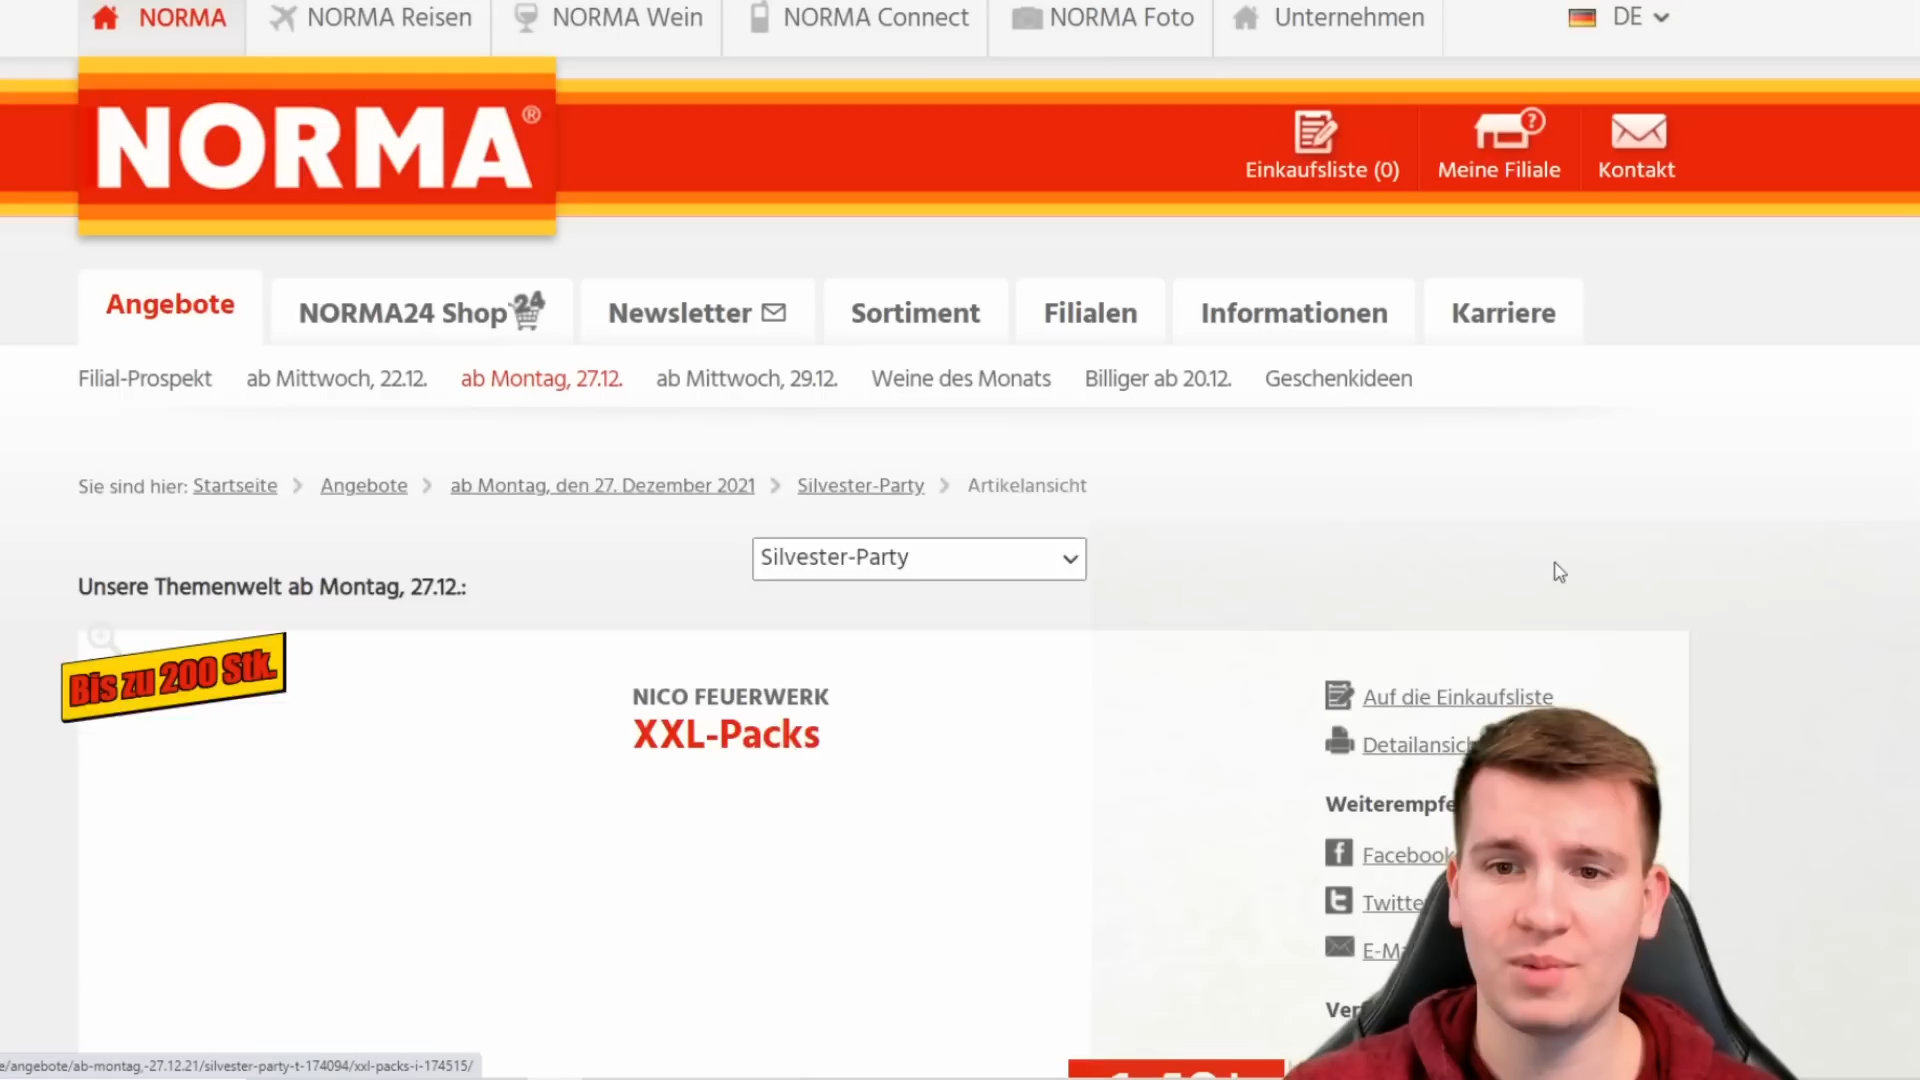 NORMA NORMA Reisen NORMA Wein NORMA Connect NORMA Foto Unternehmen DE
NORMA®
Einkaufsliste (0) Meine Filiale Kontakt
Angebote NORMA24 Shop 24 Newsletter Sortiment Filialen Informationen Karriere
Filial-Prospekt ab Mittwoch, 22.12. ab Montag, 27.12. ab Mittwoch, 29.12. Weine des Monats Billiger ab 20.12. Geschenkideen
Sie sind hier: Startseite Angebote ab Montag, den 27. Dezember 2021 Silvester-Party Artikelansicht
Silvester-Party
Unsere Themenwelt ab Montag, 27.12.:
Bis zu 200 Stk.
NICO FEUERWERK
XXL-Packs
Auf die Einkaufsliste
Detailansich
Weiterempfe
Facebook
Twitte
E-Ma
Ver
e/angebote/ab-montag,-27.12.21/silvester-party-t-174094/xxl-packs-i-174515/